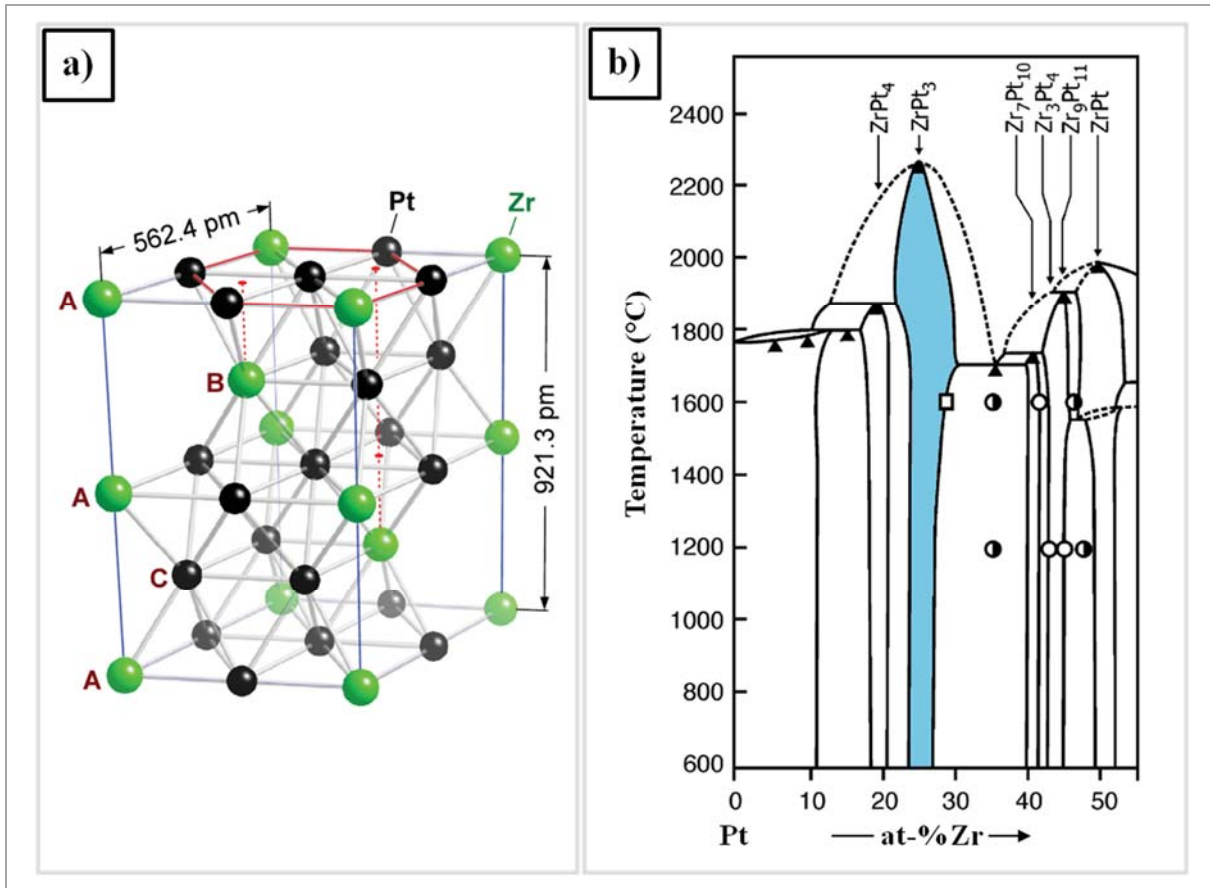 a)
562.4 pm
Pt
Zr
A
B
921.3 pm
A
C
A
b)
Temperature (°C)
2400
2200
2000
1800
1600
1400
1200
1000
800
600
ZrPt4
ZrPt3
Zr7Pt10
Zr3Pt4
Zr9Pt11
ZrPt
0 10 20 30 40 50
Pt at-% Zr